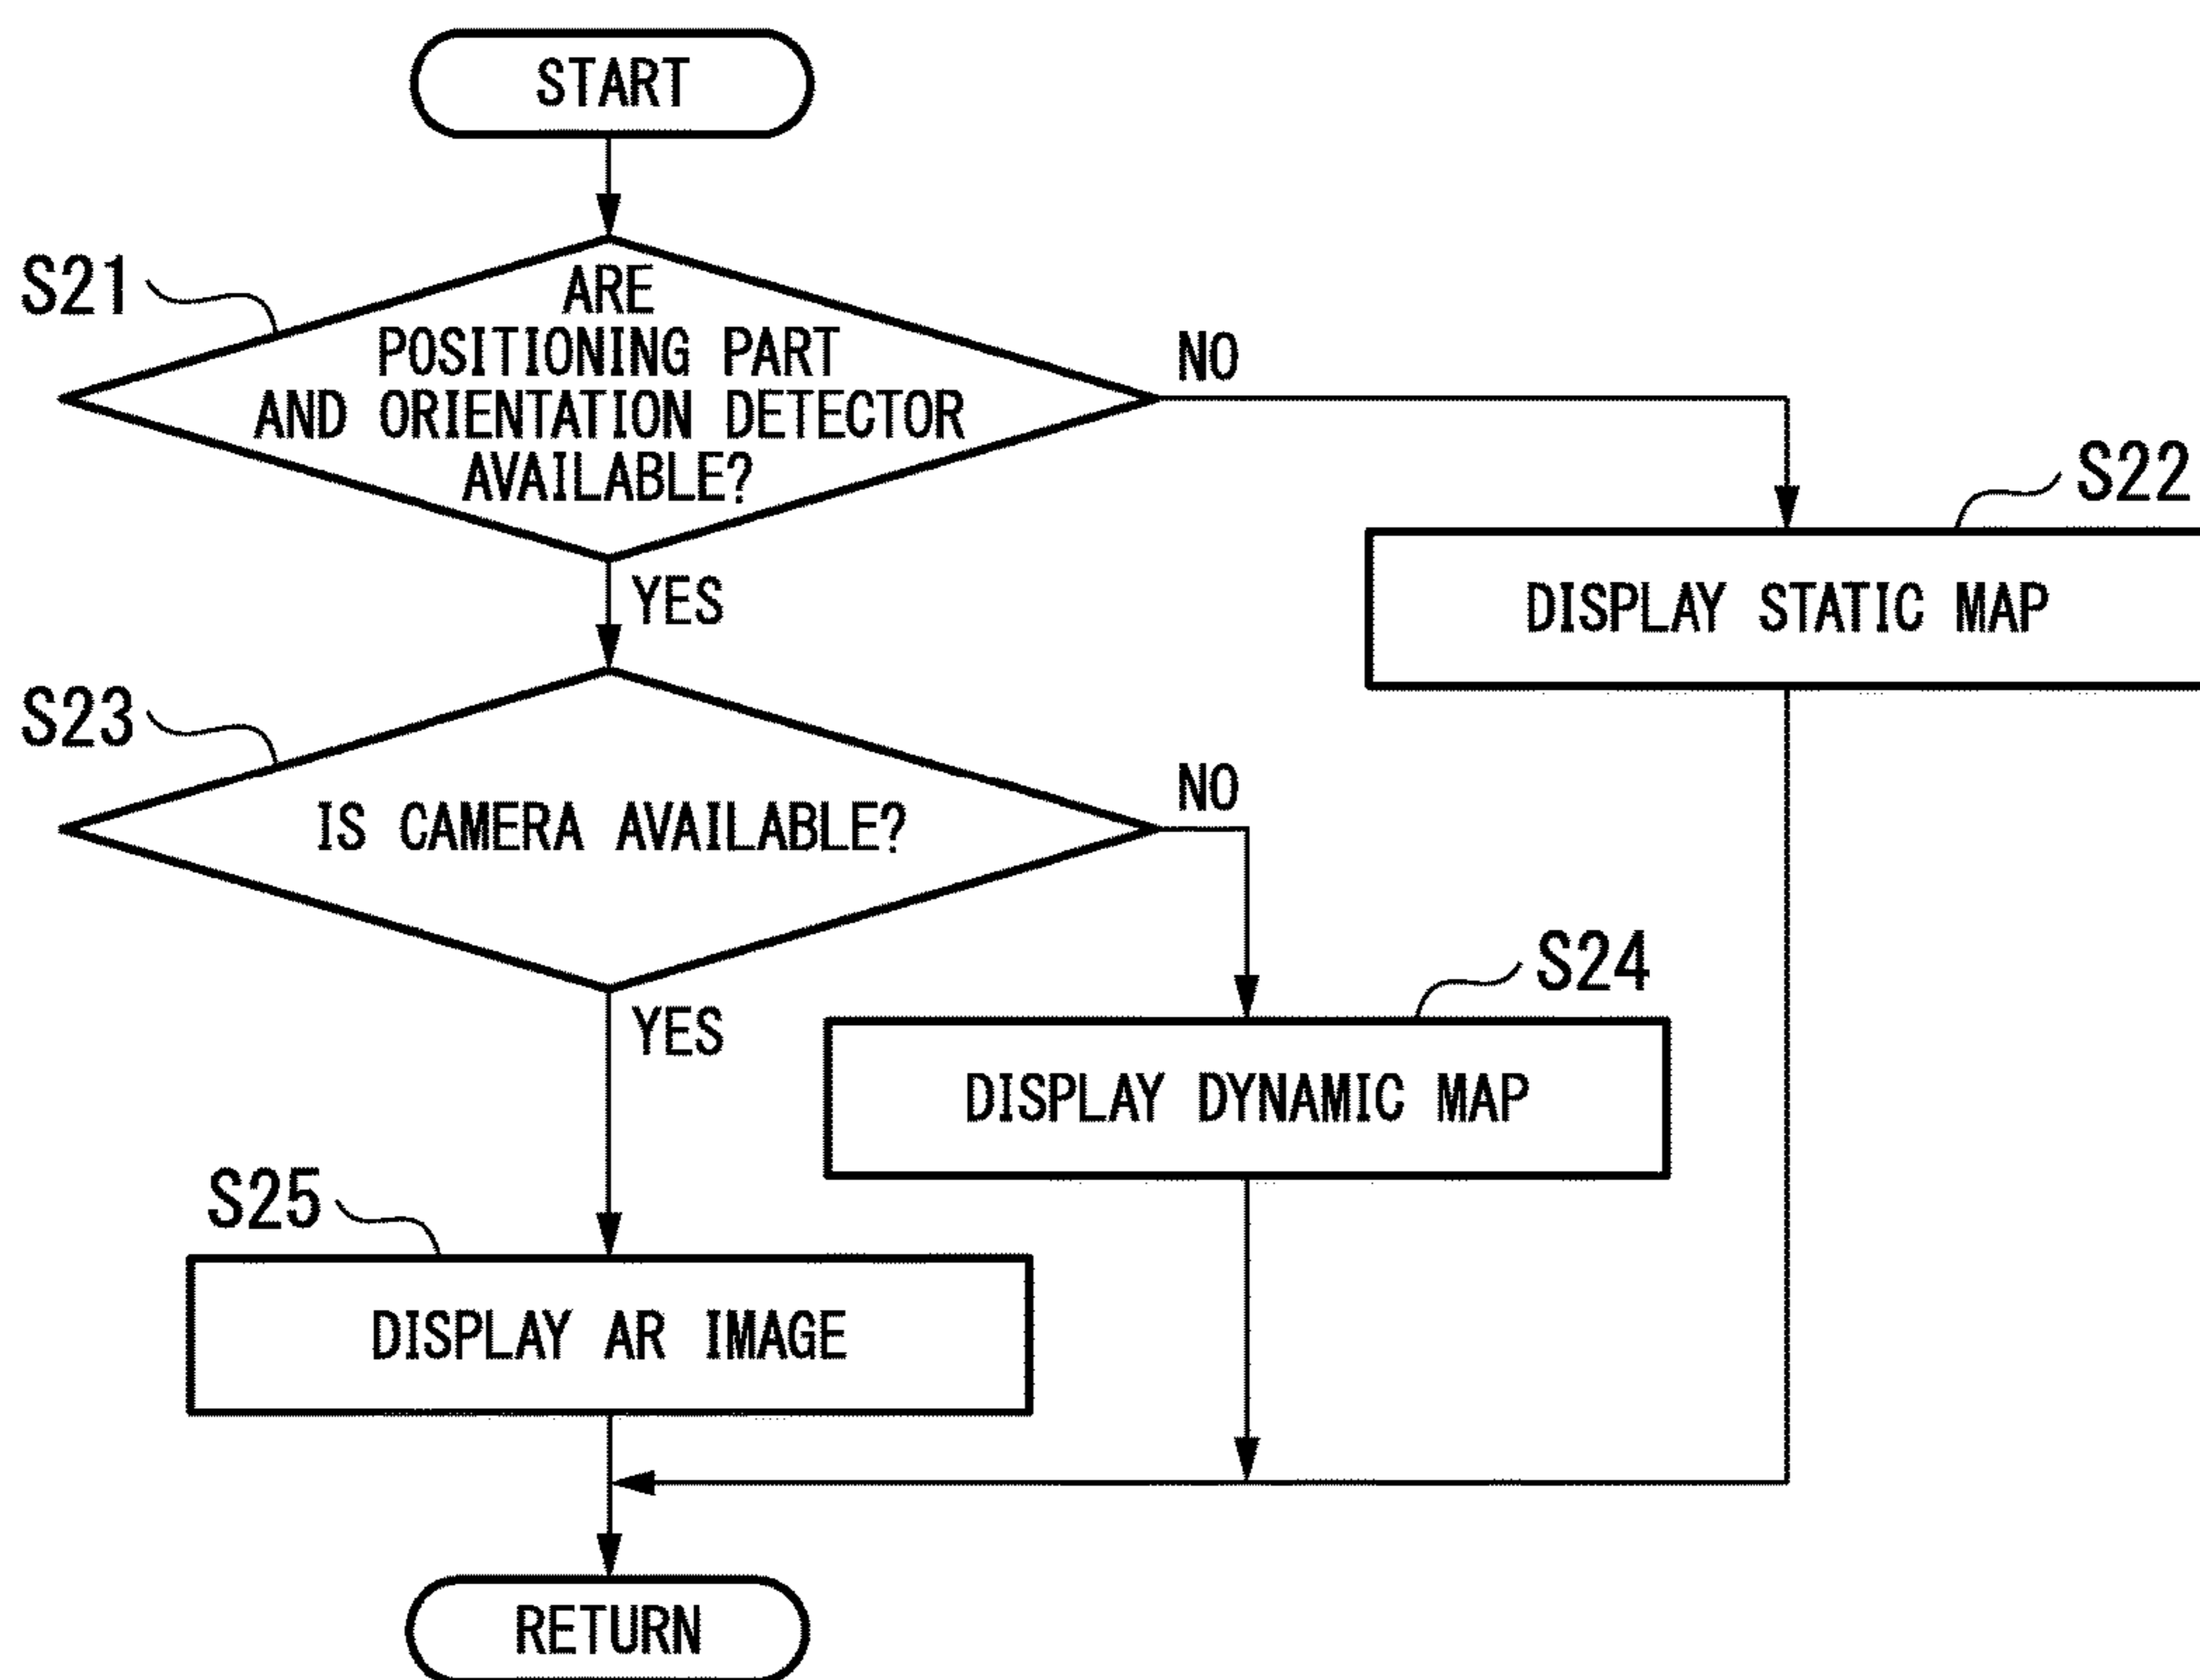 START
S21
ARE
POSITIONING PART
AND ORIENTATION DETECTOR
AVAILABLE?
NO
S22
DISPLAY STATIC MAP
YES
S23
IS CAMERA AVAILABLE?
NO
S24
DISPLAY DYNAMIC MAP
YES
S25
DISPLAY AR IMAGE
RETURN